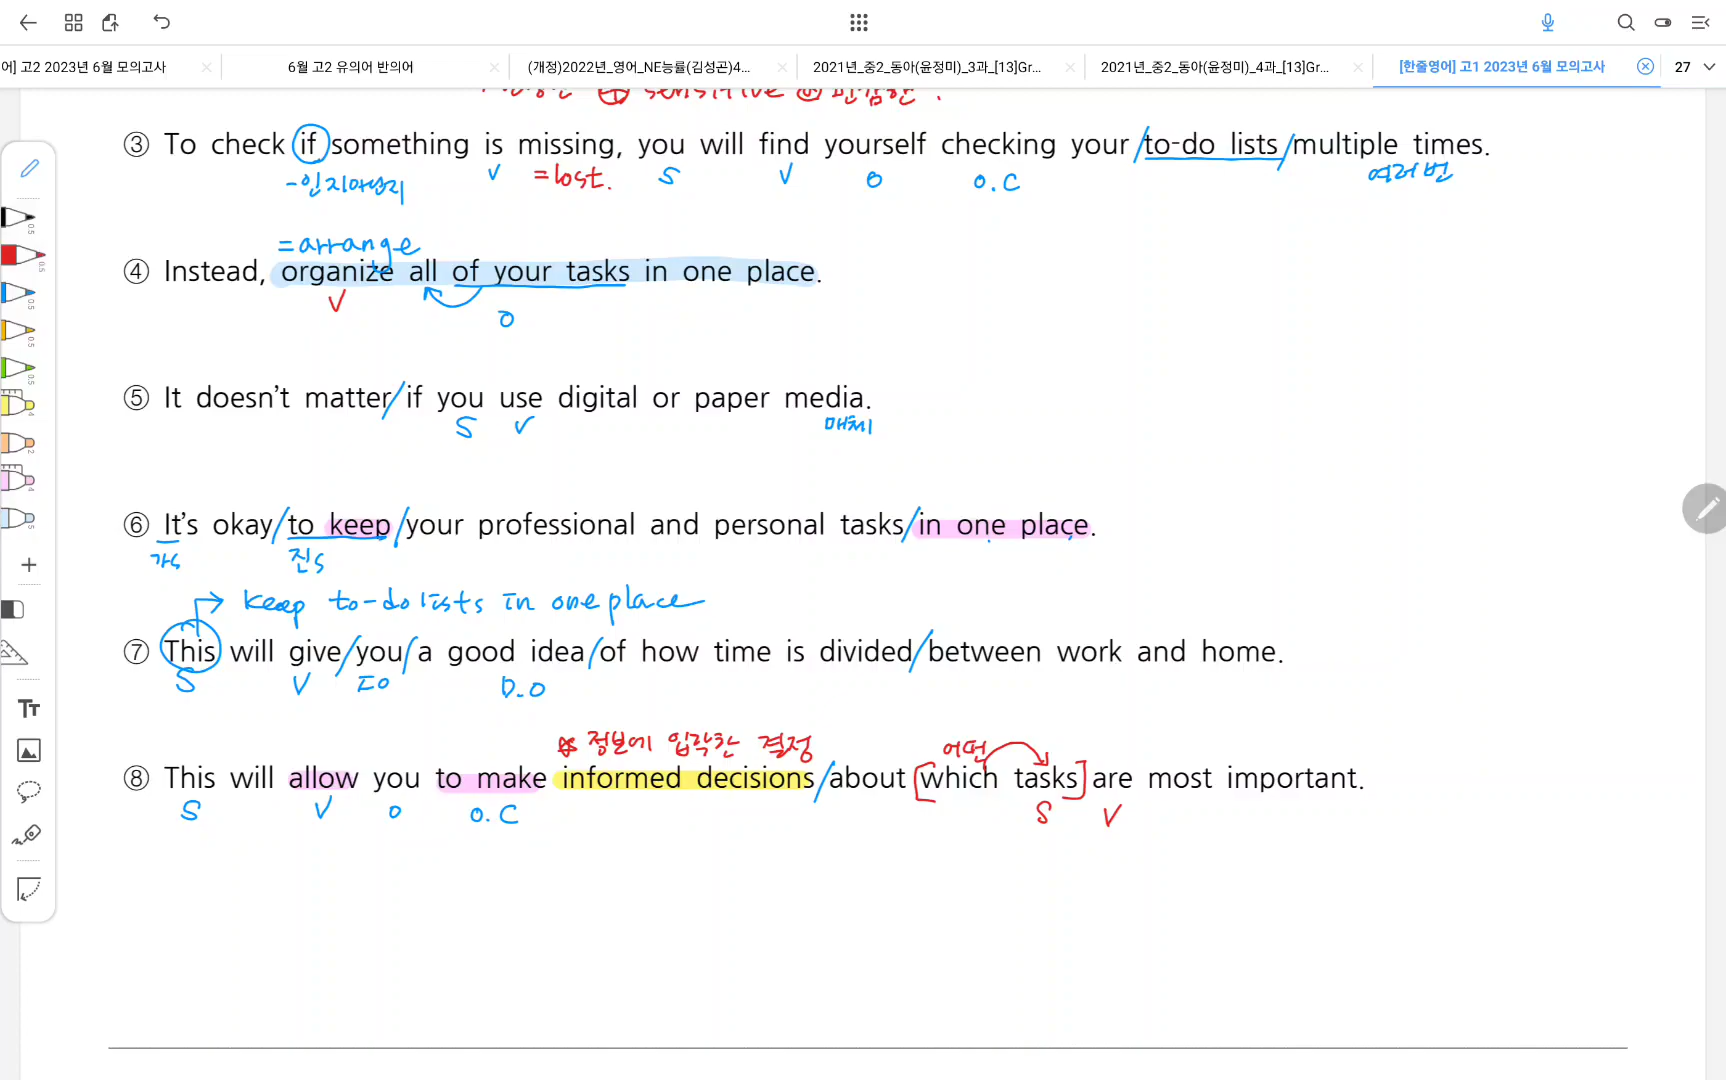 어] 고2 2023년 6월 모의고사
6월 고2 유의어 반의어
(개정)2022년_영어_NE능률(김성곤)4...
2021년_중2_동아(윤정미)_3과_[13]Gr...
2021년_중2_동아(윤정미)_4과_[13]Gr...
[한줄영어] 고1 2023년 6월 모의고사
27
sensitive 민감한
③ To check if something is missing, you will find yourself checking your to-do lists multiple times.
-인지아닌지 V =lost. S V O O.C 여러번
=arrange
④ Instead, organize all of your tasks in one place.
V O
⑤ It doesn't matter if you use digital or paper media.
S V 매체
⑥ It's okay to keep your professional and personal tasks in one place.
가S 진S
keep to-do lists in one place
⑦ This will give you a good idea of how time is divided between work and home.
S V IO D.O
정보에 입각한 결정 어떤
⑧ This will allow you to make informed decisions about [which tasks] are most important.
S V O O.C S V